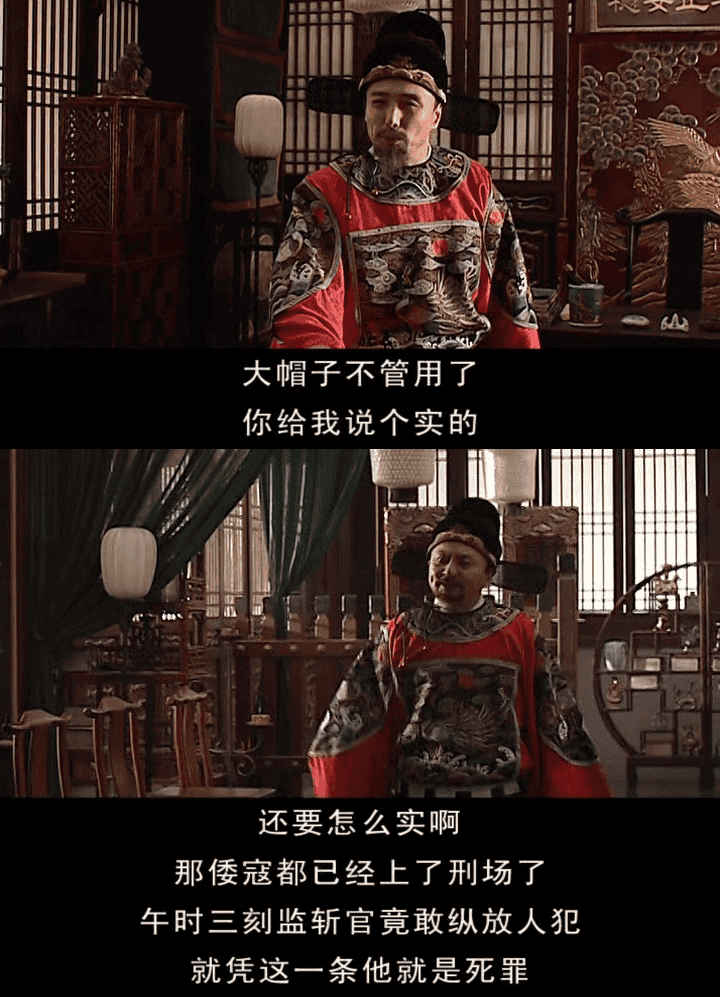 大帽子不管用了
你给我说个实的
还要怎么实啊
那倭寇都已经上了刑场了
午时三刻监斩官竟敢纵放人犯
就凭这一条他就是死罪